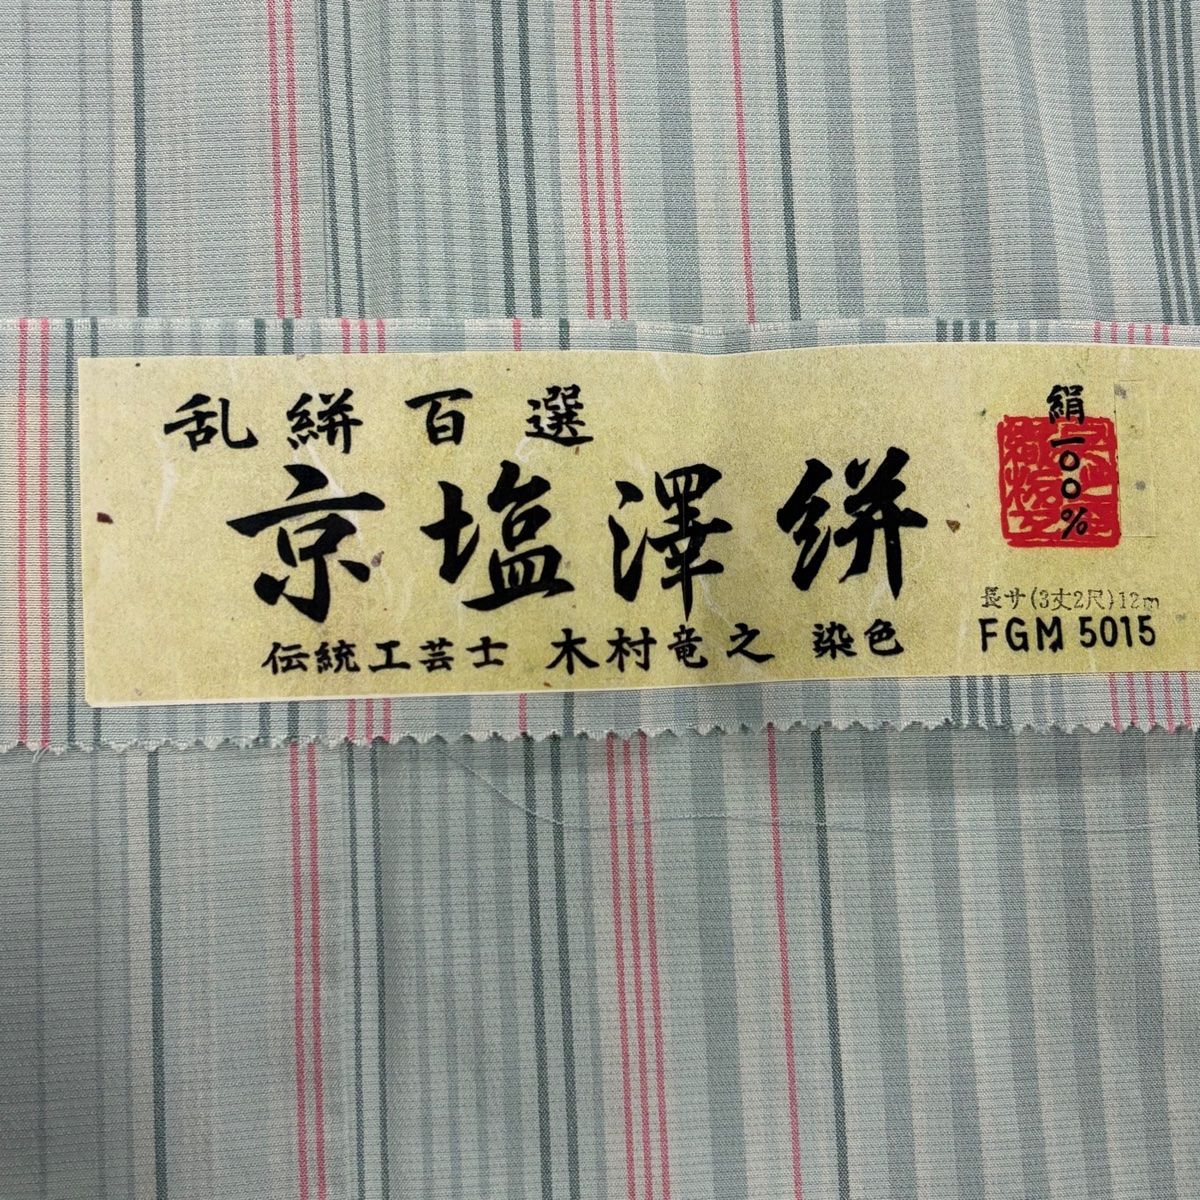 乱絣百選
京塩澤絣
伝統工芸士 木村竜之 染色
絹一〇〇%
長サ(3丈2尺)12m
FGM 5015